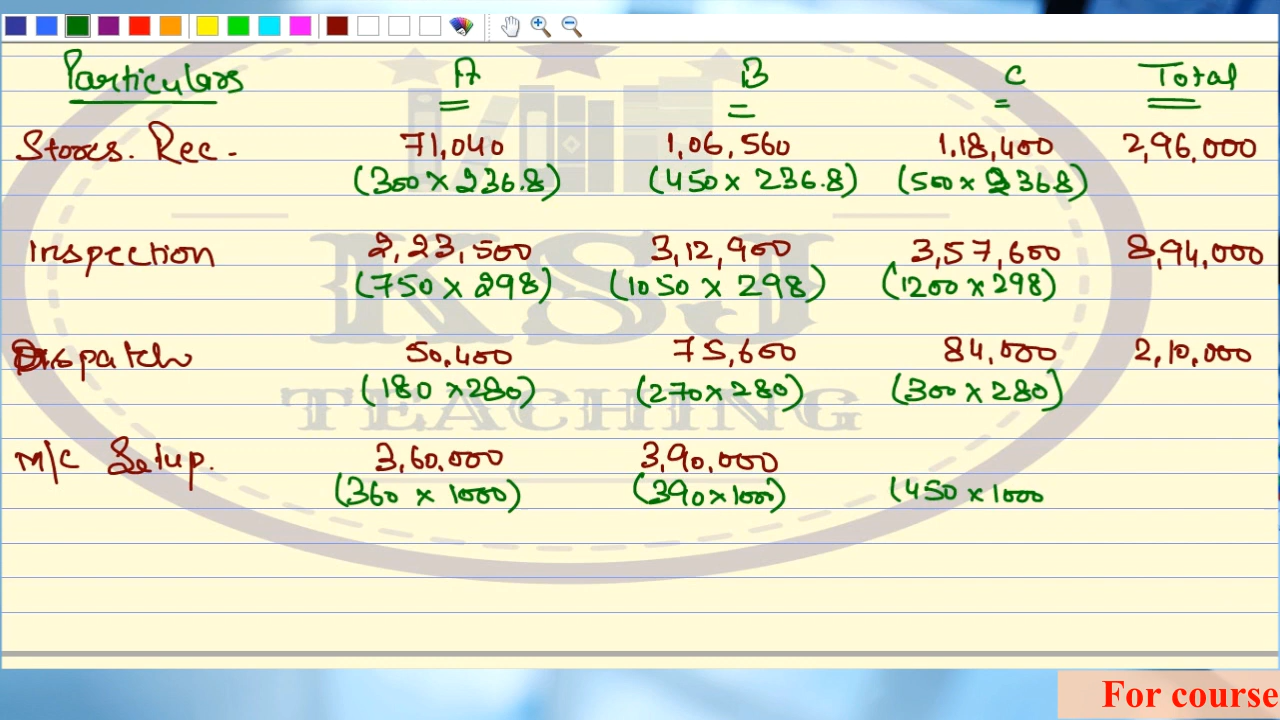 Particulars A B C Total
Stores. Rec. 71,040 1,06,560 1,18,400 2,96,000
(300 x 236.8) (450 x 236.8) (500 x 236.8)
Inspection 2,23,500 3,12,900 3,57,600 8,94,000
(750 x 298) (1050 x 298) (1200 x 298)
Dispatch 50,400 75,600 84,000 2,10,000
(180 x 280) (270 x 280) (300 x 280)
M/C Setup. 3,60,000 3,90,000
(360 x 1000) (390 x 1000) (450 x 1000
KSJ
TEACHING
For course